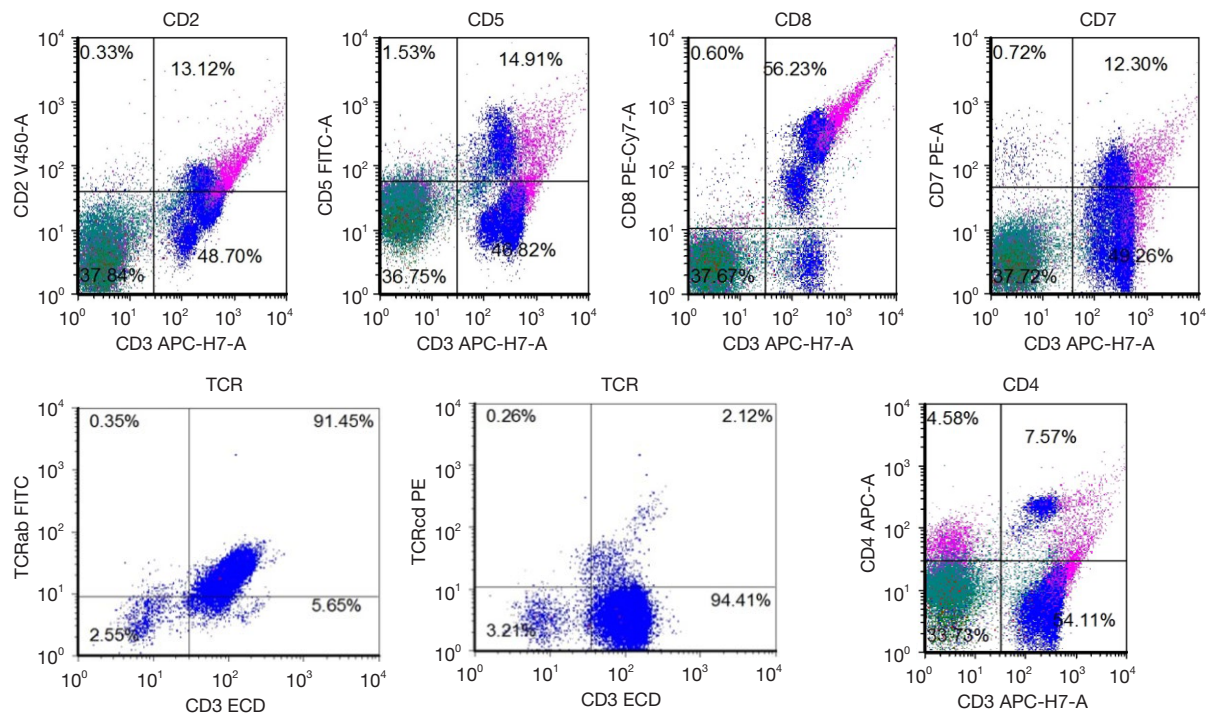 CD2
10⁴
10³
10²
10¹
10⁰
CD2 V450-A
0.33%
13.12%
48.70%
37.84%
10⁰ 10¹ 10² 10³ 10⁴
CD3 APC-H7-A
CD5
10⁴
10³
10²
10¹
10⁰
CD5 FITC-A
1.53%
14.91%
46.82%
36.75%
10⁰ 10¹ 10² 10³ 10⁴
CD3 APC-H7-A
CD8
10⁴
10³
10²
10¹
10⁰
CD8 PE-Cy7-A
0.60%
56.23%
37.67%
10⁰ 10¹ 10² 10³ 10⁴
CD3 APC-H7-A
CD7
10⁴
10³
10²
10¹
10⁰
CD7 PE-A
0.72%
12.30%
49.26%
37.72%
10⁰ 10¹ 10² 10³ 10⁴
CD3 APC-H7-A
TCR
10⁴
10³
10²
10¹
10⁰
TCRab FITC
0.35%
91.45%
5.65%
2.55%
10⁰ 10¹ 10² 10³ 10⁴
CD3 ECD
TCR
10⁴
10³
10²
10¹
10⁰
TCRcd PE
0.26%
2.12%
94.41%
3.21%
10⁰ 10¹ 10² 10³ 10⁴
CD3 ECD
CD4
10⁴
10³
10²
10¹
10⁰
CD4 APC-A
4.58%
7.57%
54.11%
33.73%
10⁰ 10¹ 10² 10³ 10⁴
CD3 APC-H7-A